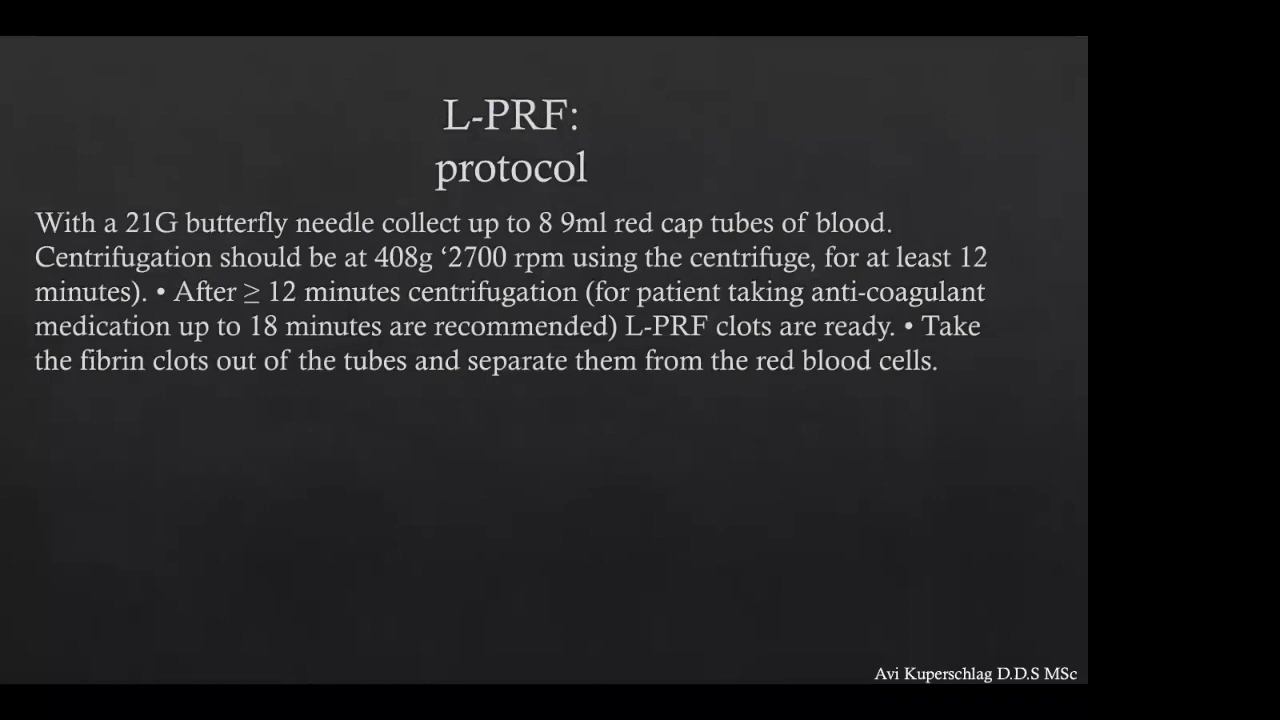 L-PRF:
protocol
With a 21G butterfly needle collect up to 8 9ml red cap tubes of blood.
Centrifugation should be at 408g ‘2700 rpm using the centrifuge, for at least 12
minutes). • After ≥ 12 minutes centrifugation (for patient taking anti-coagulant
medication up to 18 minutes are recommended) L-PRF clots are ready. • Take
the fibrin clots out of the tubes and separate them from the red blood cells.
Avi Kuperschlag D.D.S MSc